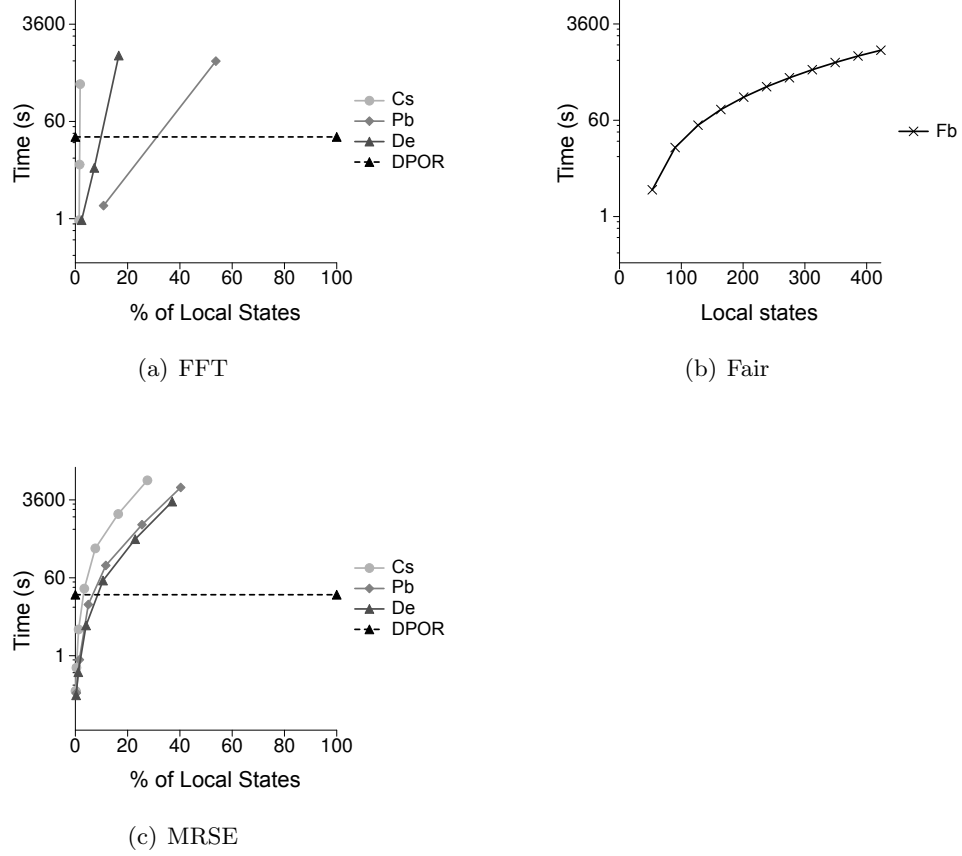 3600
60
1
Time (s)
0 20 40 60 80 100
% of Local States
Cs
Pb
De
DPOR
(a) FFT
3600
60
1
Time (s)
0 100 200 300 400
Local states
Fb
(b) Fair
3600
60
1
Time (s)
0 20 40 60 80 100
% of Local States
Cs
Pb
De
DPOR
(c) MRSE